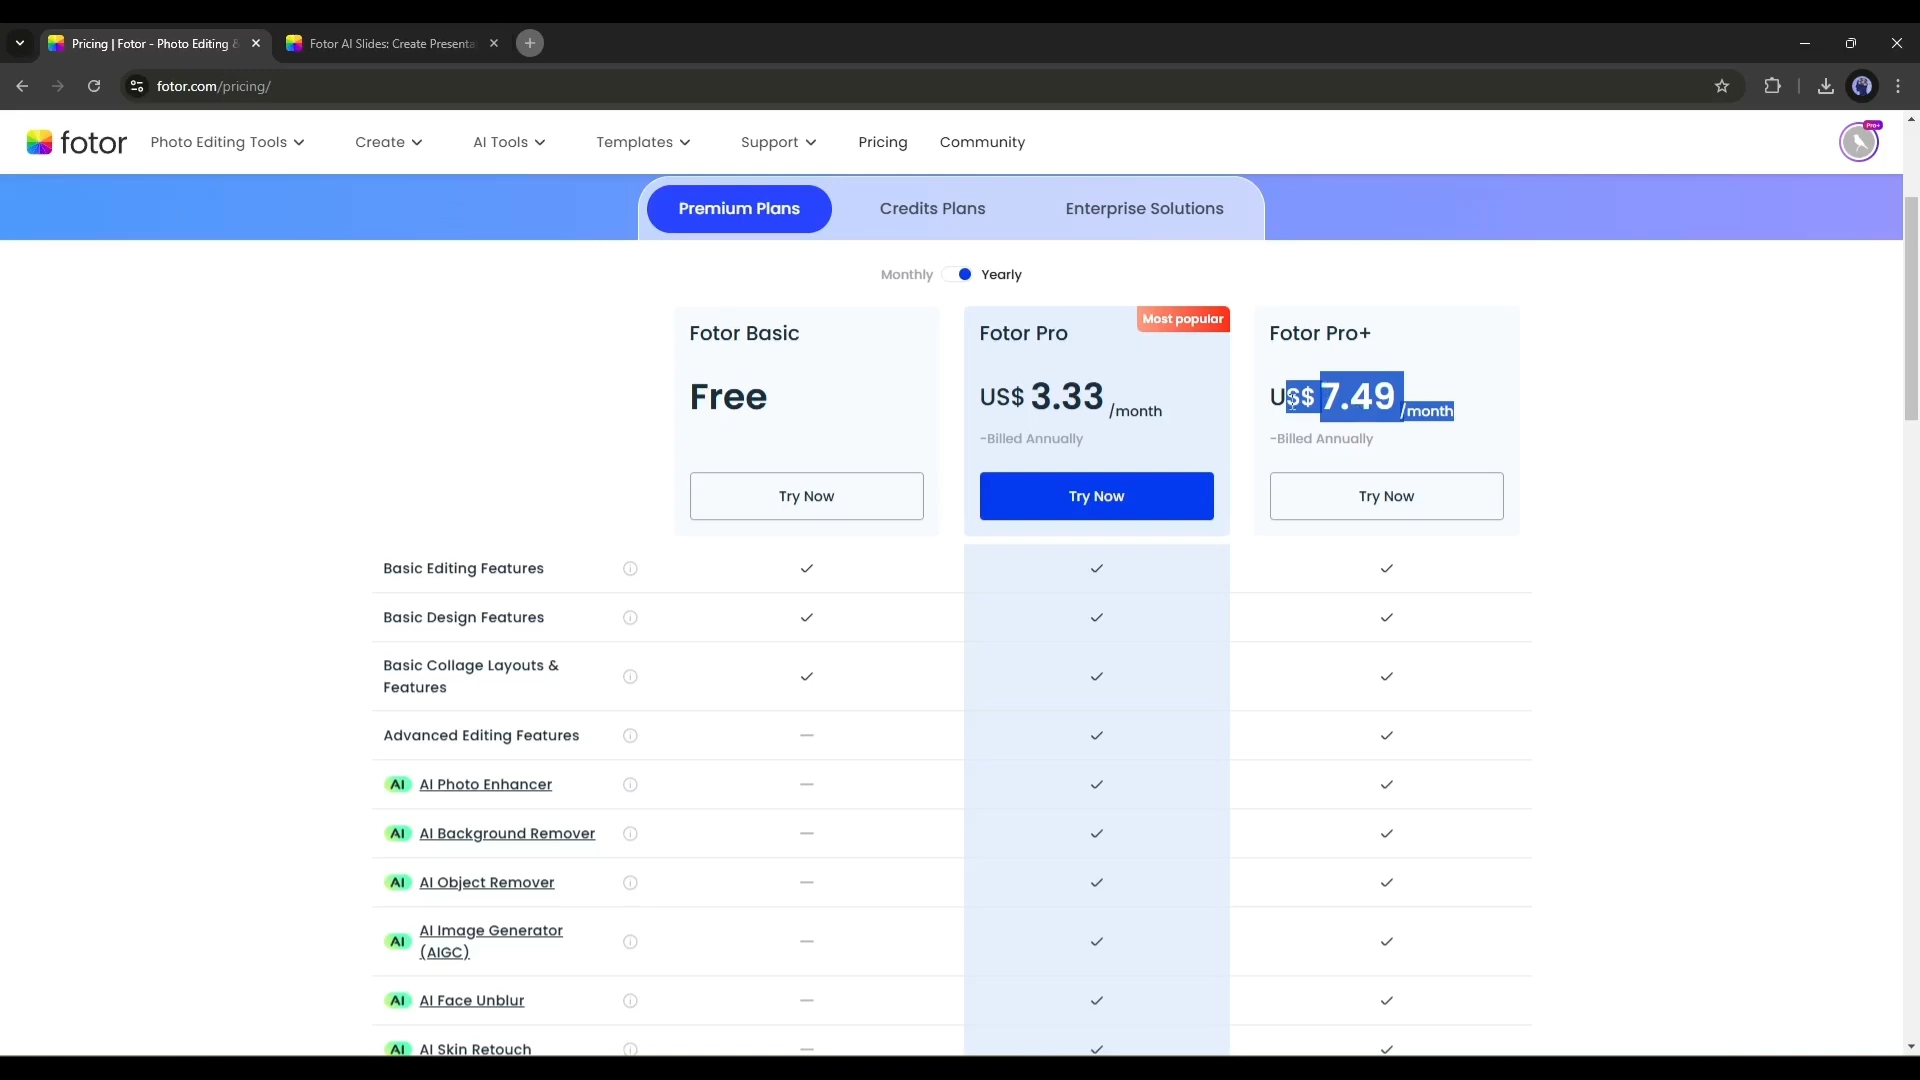 Pricing | Fotor - Photo Editing &
Fotor AI Slides: Create Presenta
fotor.com/pricing/
fotor
Photo Editing Tools
Create
AI Tools
Templates
Support
Pricing
Community
Pro+
Premium Plans
Credits Plans
Enterprise Solutions
Monthly
Yearly
Fotor Basic
Free
Try Now
Most popular
Fotor Pro
US$ 3.33 /month
-Billed Annually
Try Now
Fotor Pro+
US$ 7.49 /month
-Billed Annually
Try Now
Basic Editing Features
Basic Design Features
Basic Collage Layouts &
Features
Advanced Editing Features
AI AI Photo Enhancer
AI AI Background Remover
AI AI Object Remover
AI AI Image Generator
(AIGC)
AI AI Face Unblur
AI AI Skin Retouch